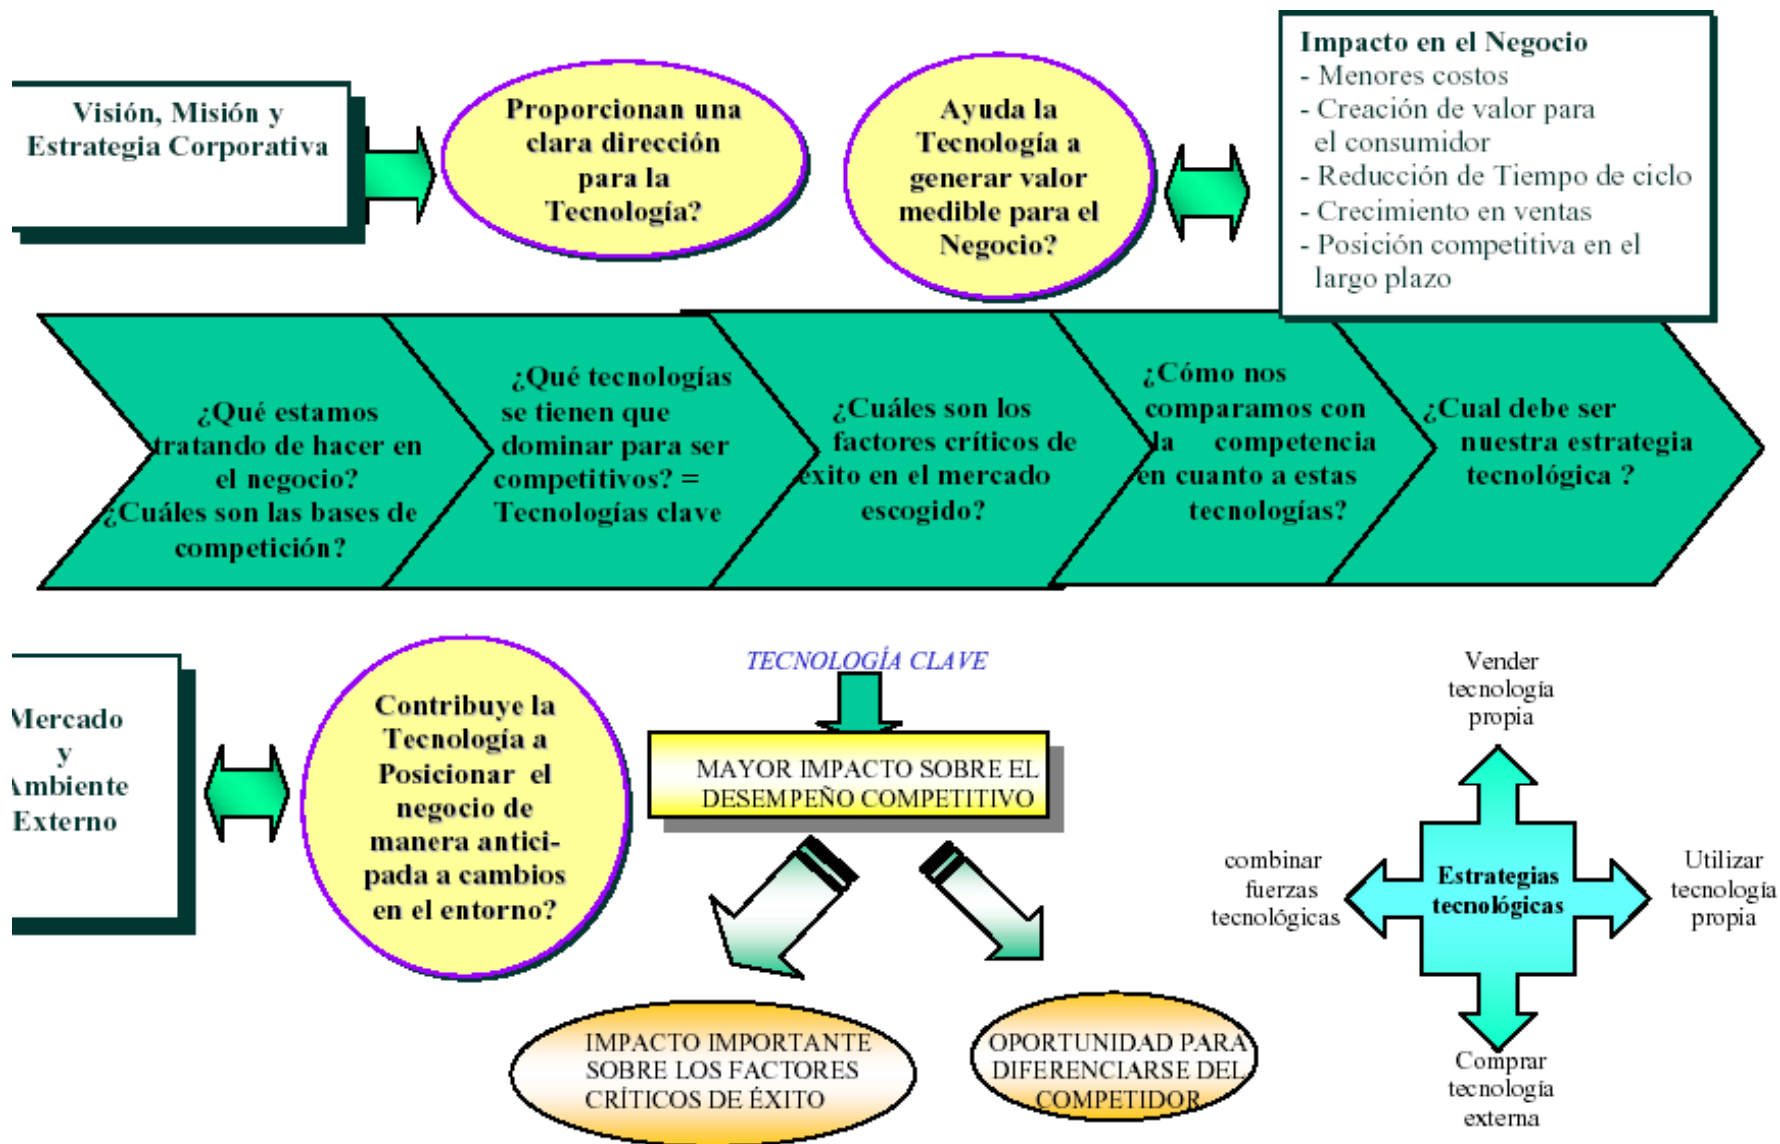 Visión, Misión y
Estrategia Corporativa
Proporcionan una
clara dirección
para la
Tecnología?
Ayuda la
Tecnología a
generar valor
medible para el
Negocio?
Impacto en el Negocio
- Menores costos
- Creación de valor para
el consumidor
- Reducción de Tiempo de ciclo
- Crecimiento en ventas
- Posición competitiva en el
largo plazo
¿Qué estamos
tratando de hacer en
el negocio?
¿Cuáles son las bases de
competición?
¿Qué tecnologías
se tienen que
dominar para ser
competitivos? =
Tecnologías clave
¿Cuáles son los
factores críticos de
éxito en el mercado
escogido?
¿Cómo nos
comparamos con
la competencia
en cuanto a estas
tecnologías?
¿Cual debe ser
nuestra estrategia
tecnológica ?
Mercado
y
Ambiente
Externo
Contribuye la
Tecnología a
Posicionar el
negocio de
manera antici-
pada a cambios
en el entorno?
TECNOLOGÍA CLAVE
MAYOR IMPACTO SOBRE EL
DESEMPEÑO COMPETITIVO
IMPACTO IMPORTANTE
SOBRE LOS FACTORES
CRÍTICOS DE ÉXITO
OPORTUNIDAD PARA
DIFERENCIARSE DEL
COMPETIDOR
Vender
tecnología
propia
combinar
fuerzas
tecnológicas
Estrategias
tecnológicas
Utilizar
tecnología
propia
Comprar
tecnología
externa